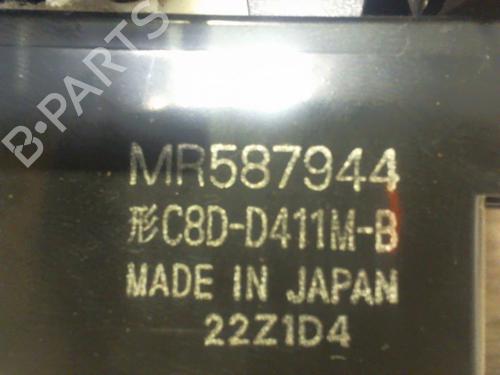 B-PARTS
MR587944
形C8D-D411M-B
MADE IN JAPAN
22Z1D4